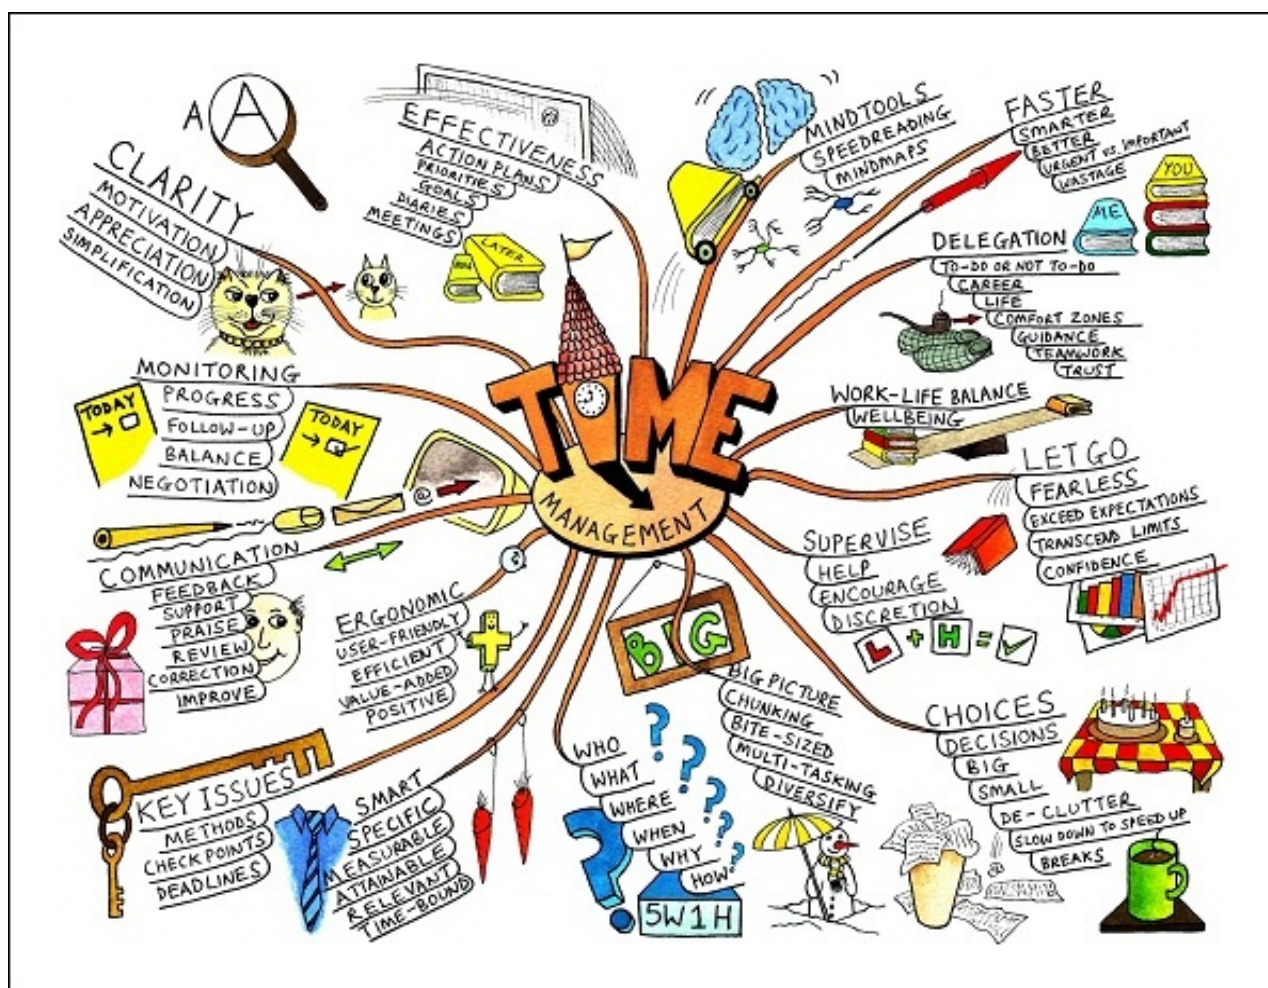 TIME
MANAGEMENT
A A
CLARITY
MOTIVATION
APPRECIATION
SIMPLIFICATION
EFFECTIVENESS
ACTION PLANS
PRIORITIES
GOALS
DIARIES
MEETINGS
LATER
MINDTOOLS
SPEEDREADING
MINDMAPS
FASTER
SMARTER
BETTER
URGENT vs. IMPORTANT
WASTAGE
YOU
ME
DELEGATION
TO-DO OR NOT TO-DO
CAREER
LIFE
COMFORT ZONES
GUIDANCE
TEAMWORK
TRUST
WORK-LIFE BALANCE
WELLBEING
LET GO
FEARLESS
EXCEED EXPECTATIONS
TRANSCEND LIMITS
CONFIDENCE
SUPERVISE
HELP
ENCOURAGE
DISCRETION
L + H = ✓
CHOICES
DECISIONS
BIG
SMALL
DE-CLUTTER
SLOW DOWN TO SPEED UP
BREAKS
@
BIG
BIG PICTURE
CHUNKING
BITE-SIZED
MULTI-TASKING
DIVERSIFY
WHO
WHAT
WHERE
WHEN
WHY
HOW
?
5W1H
SMART
SPECIFIC
MEASURABLE
ATTAINABLE
RELEVANT
TIME-BOUND
KEY ISSUES
METHODS
CHECKPOINTS
DEADLINES
ERGONOMIC
USER-FRIENDLY
EFFICIENT
VALUE-ADDED
POSITIVE
COMMUNICATION
FEEDBACK
SUPPORT
PRAISE
REVIEW
CORRECTION
IMPROVE
@
MONITORING
PROGRESS
FOLLOW-UP
BALANCE
NEGOTIATION
TODAY
TODAY